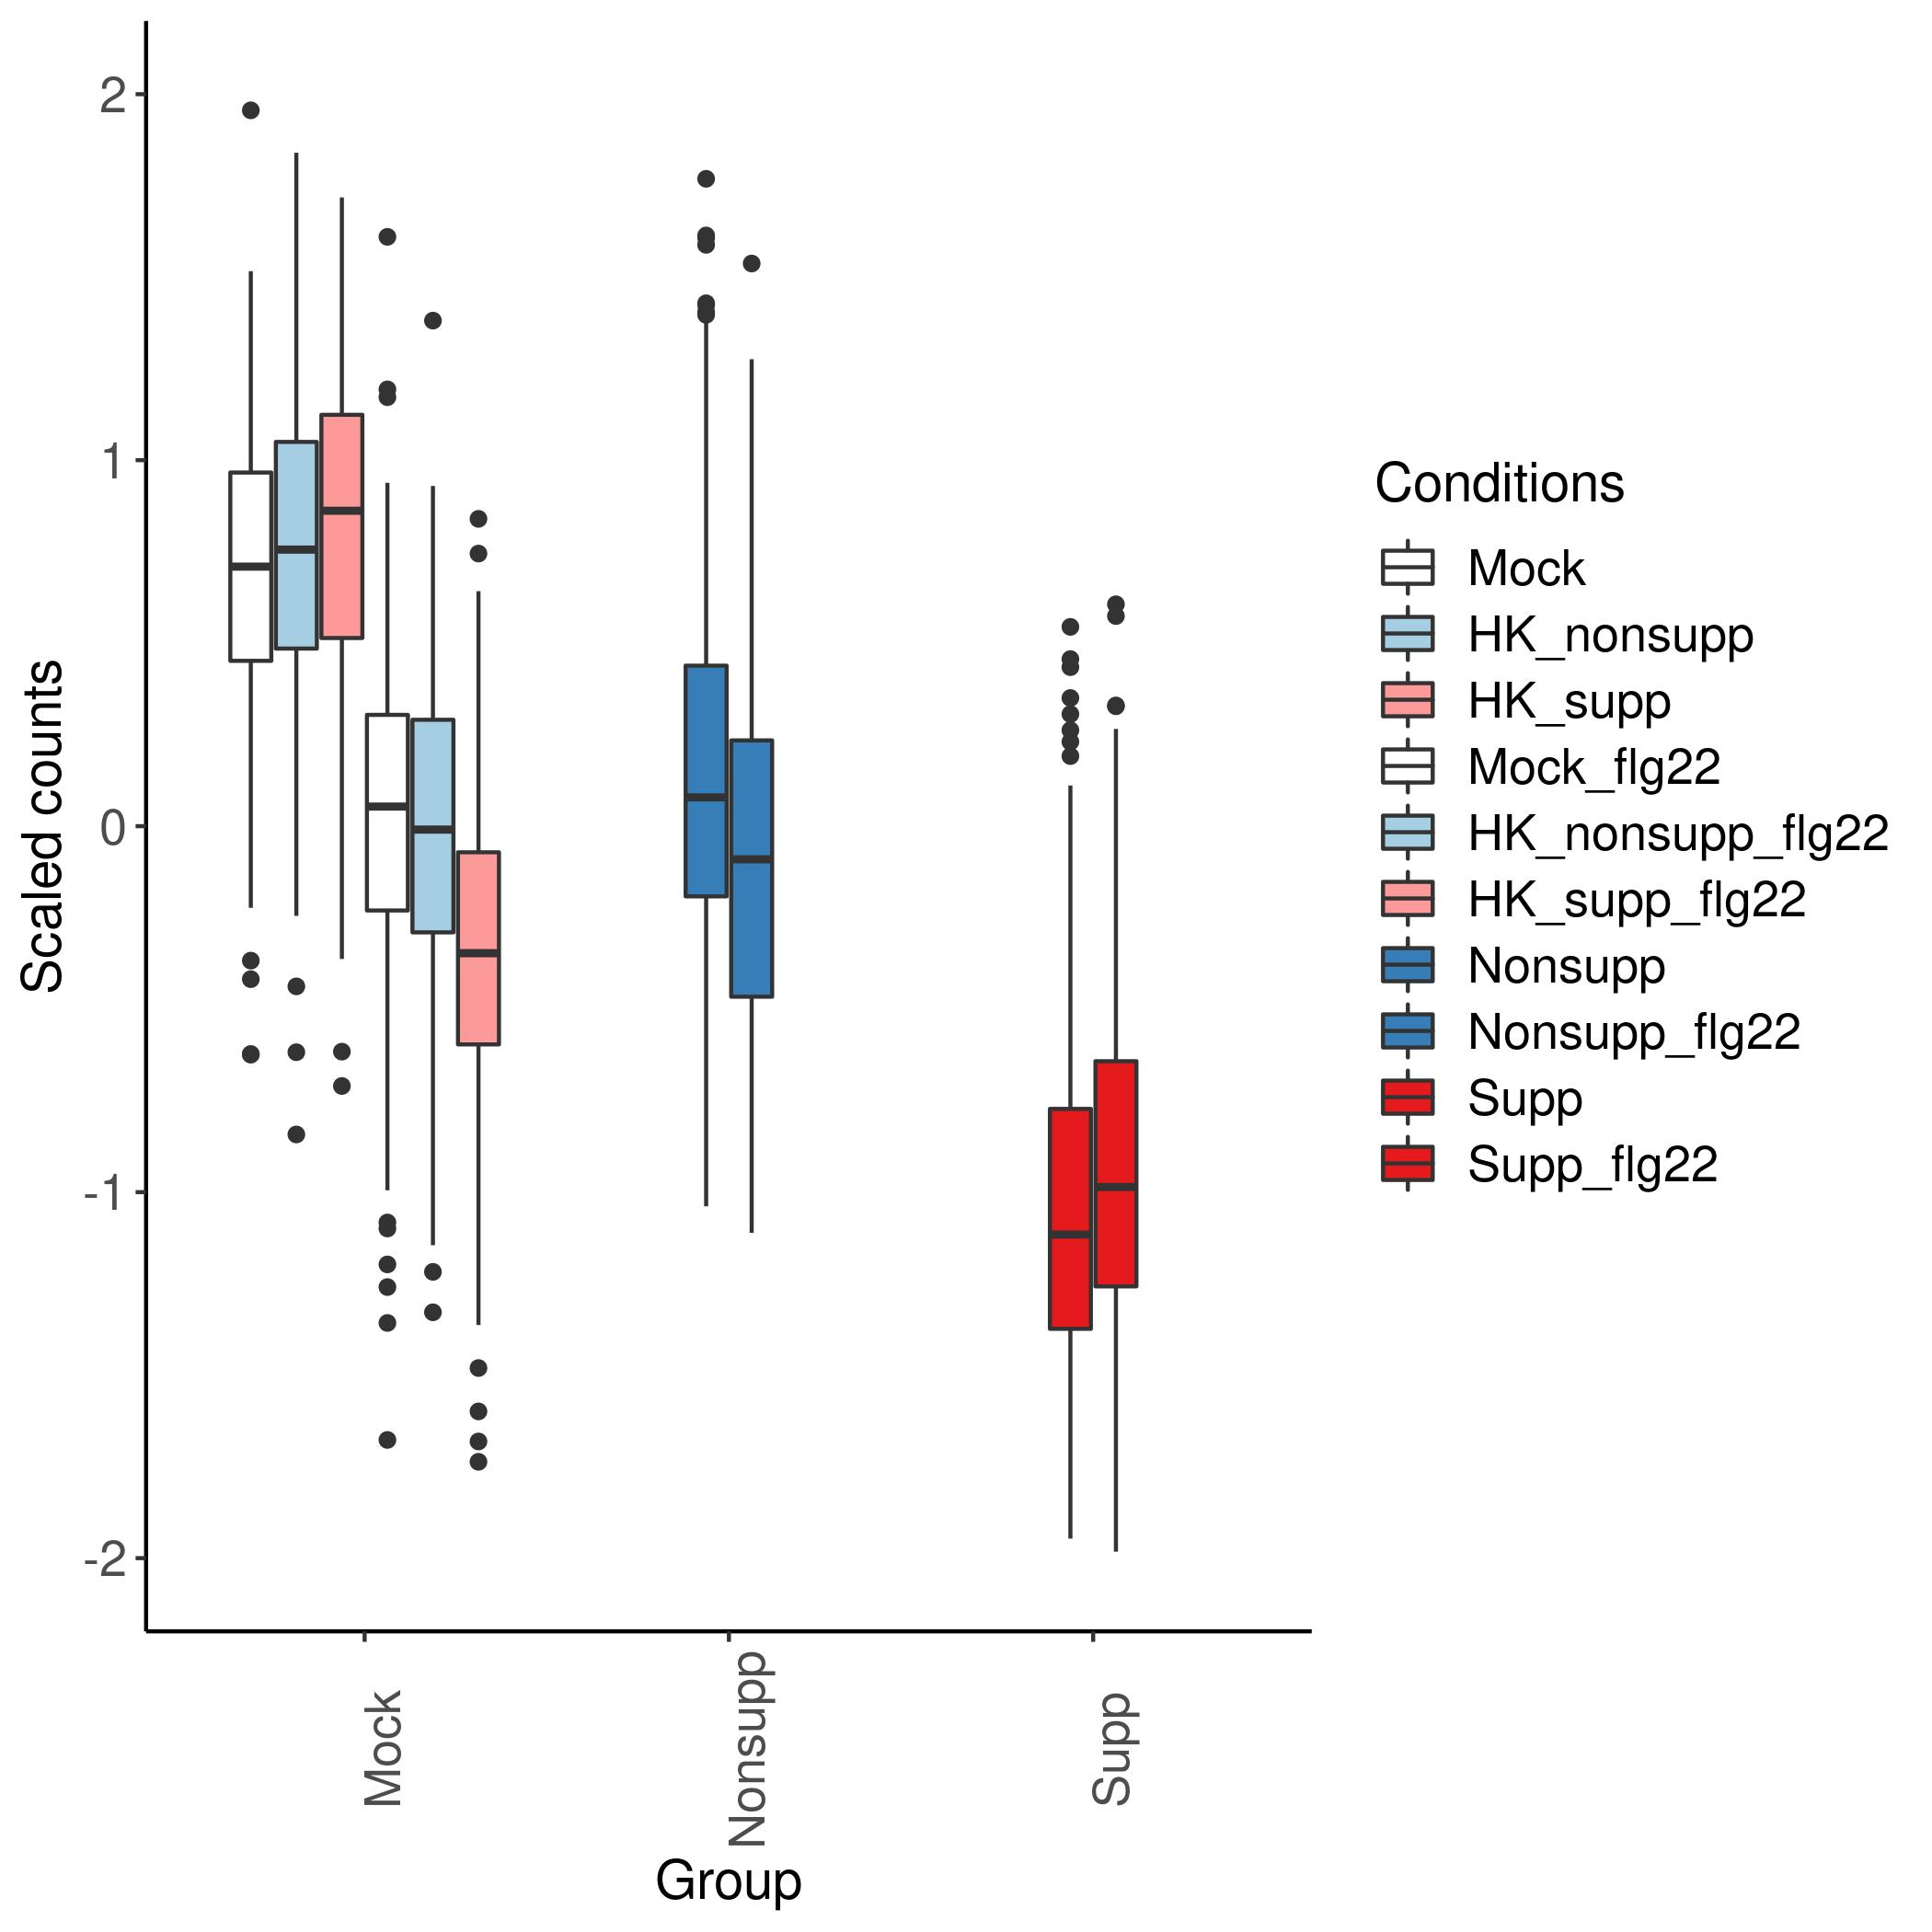 2
1
0
-1
-2
Scaled counts
Mock
Nonsupp
Supp
Group
Conditions
Mock
HK_nonsupp
HK_supp
Mock_flg22
HK_nonsupp_flg22
HK_supp_flg22
Nonsupp
Nonsupp_flg22
Supp
Supp_flg22